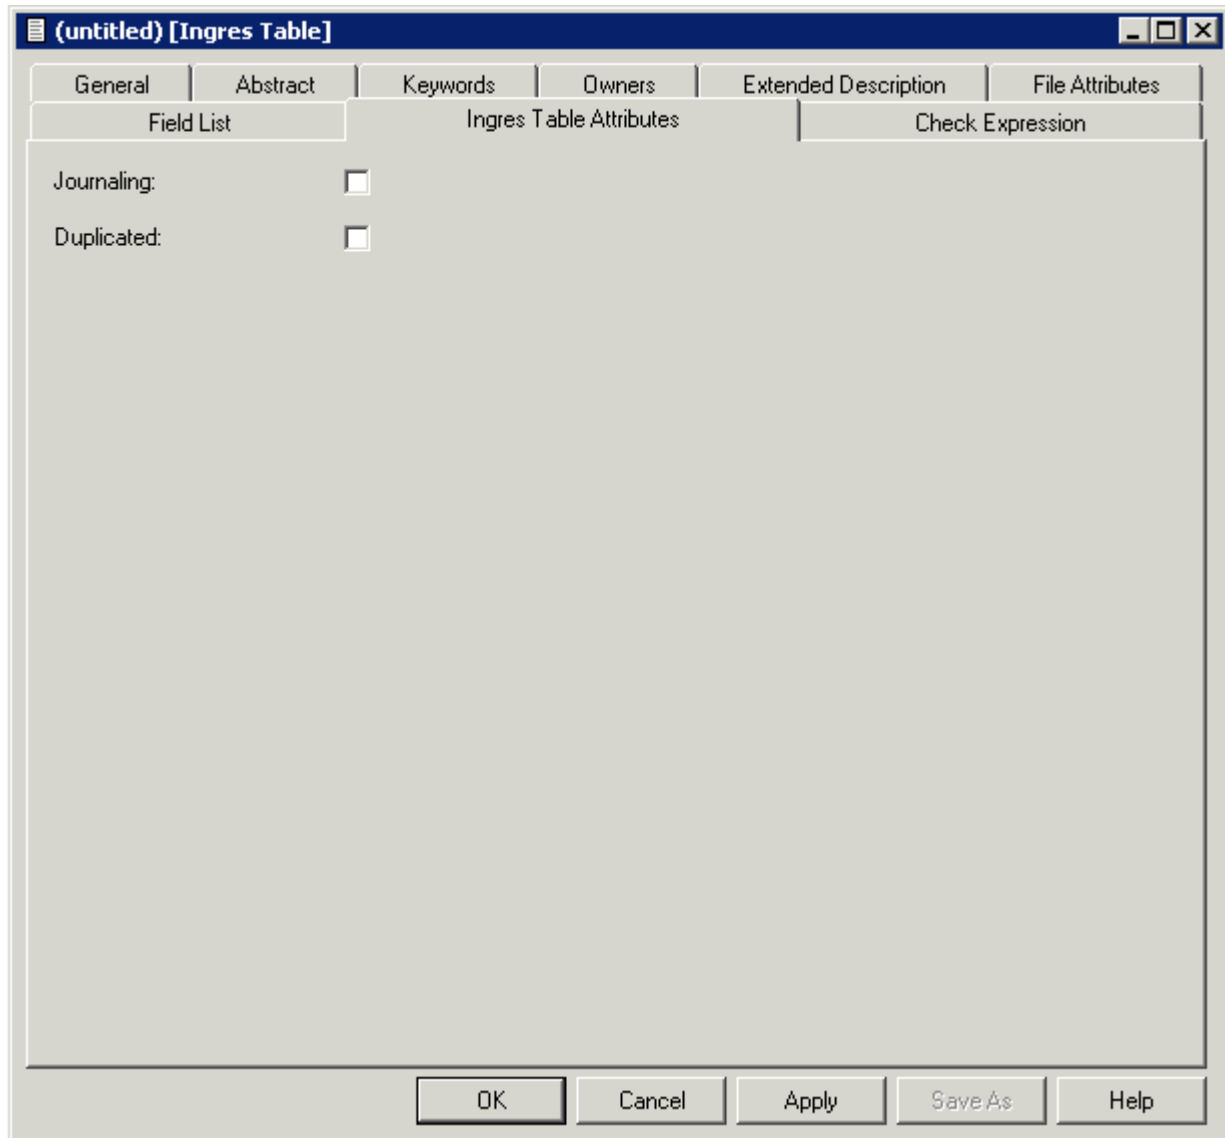 (untitled) [Ingres Table]
General Abstract Keywords Owners Extended Description File Attributes
Field List Ingres Table Attributes Check Expression
Journaling:
Duplicated:
OK Cancel Apply Save As Help